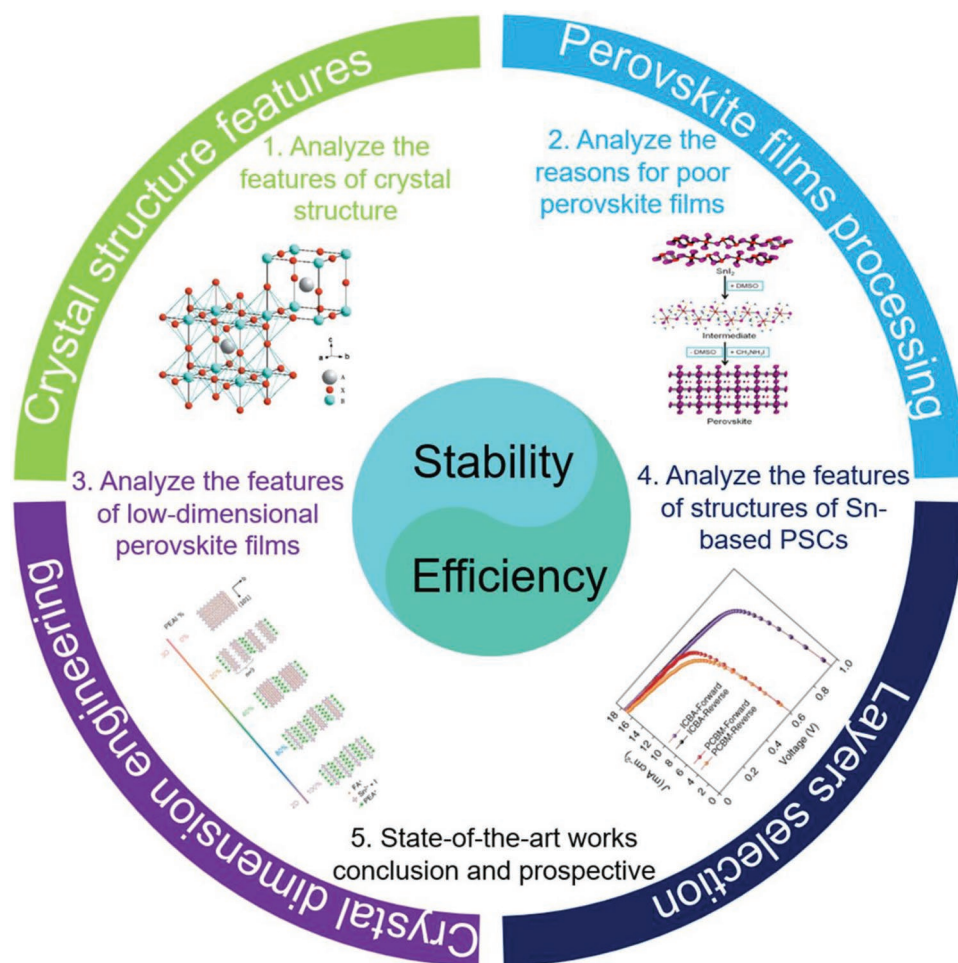 Crystal structure features
Perovskite films processing
1. Analyze the
features of crystal
structure
2. Analyze the
reasons for poor
perovskite films
c
a
b
A
X
B
SnI₂
+ DMSO
Intermediate
- DMSO
+ CH₃NH₃I
Perovskite
Stability
Efficiency
3. Analyze the features
of low-dimensional
perovskite films
4. Analyze the features
of structures of Sn-
based PSCs
PEAI %
3D
0%
20%
40%
80%
100%
2D
b
(101)
n=9
FA⁺
PEA⁺
18
16
14
12
10
8
6
4
2
0
J (mA cm⁻²)
ICBA-Forward
ICBA-Reverse
PCBM-Forward
PCBM-Reverse
0
0.2
0.4
0.6
0.8
1.0
Voltage (V)
5. State-of-the-art works
conclusion and prospective
Crystal dimension engineering
Layers selection